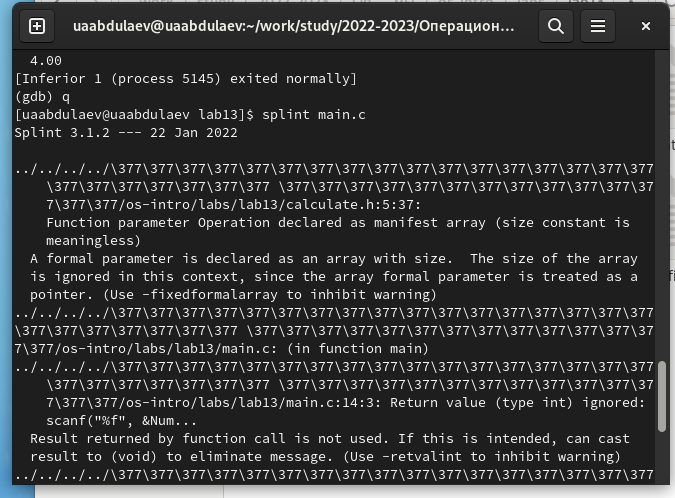 uaabdulaev@uaabdulaev:~/work/study/2022-2023/Операцион...
4.00
[Inferior 1 (process 5145) exited normally]
(gdb) q
[uaabdulaev@uaabdulaev lab13]$ splint main.c
Splint 3.1.2 --- 22 Jan 2022
../../../../\377\377\377\377\377\377\377\377\377\377\377\377\377\377\377\377\377
\377\377\377\377\377\377\377 \377\377\377\377\377\377\377\377\377\377\377\37
7\377\377/os-intro/labs/lab13/calculate.h:5:37:
Function parameter Operation declared as manifest array (size constant is
meaningless)
A formal parameter is declared as an array with size.  The size of the array
is ignored in this context, since the array formal parameter is treated as a
pointer. (Use -fixedformalarray to inhibit warning)
../../../../\377\377\377\377\377\377\377\377\377\377\377\377\377\377\377\377\377
\377\377\377\377\377\377\377 \377\377\377\377\377\377\377\377\377\377\377\377\37
7\377/os-intro/labs/lab13/main.c: (in function main)
../../../../\377\377\377\377\377\377\377\377\377\377\377\377\377\377\377\377\377
\377\377\377\377\377\377\377 \377\377\377\377\377\377\377\377\377\377\377\37
7\377\377/os-intro/labs/lab13/main.c:14:3: Return value (type int) ignored:
scanf("%f", &Num...
Result returned by function call is not used. If this is intended, can cast
result to (void) to eliminate message. (Use -retvalint to inhibit warning)
../../../../\377\377\377\377\377\377\377\377\377\377\377\377\377\377\377\377\377